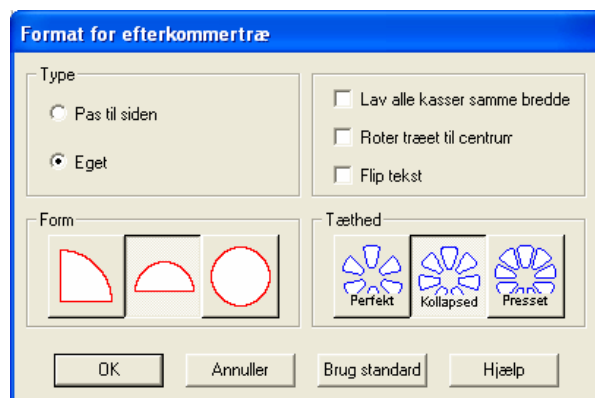 Format for efterkommertræ
Type
Pas til siden
Eget
Lav alle kasser samme bredde
Roter træet til centrum
Flip tekst
Form
Tæthed
Perfekt
Kollapsed
Presset
OK
Annuller
Brug standard
Hjælp